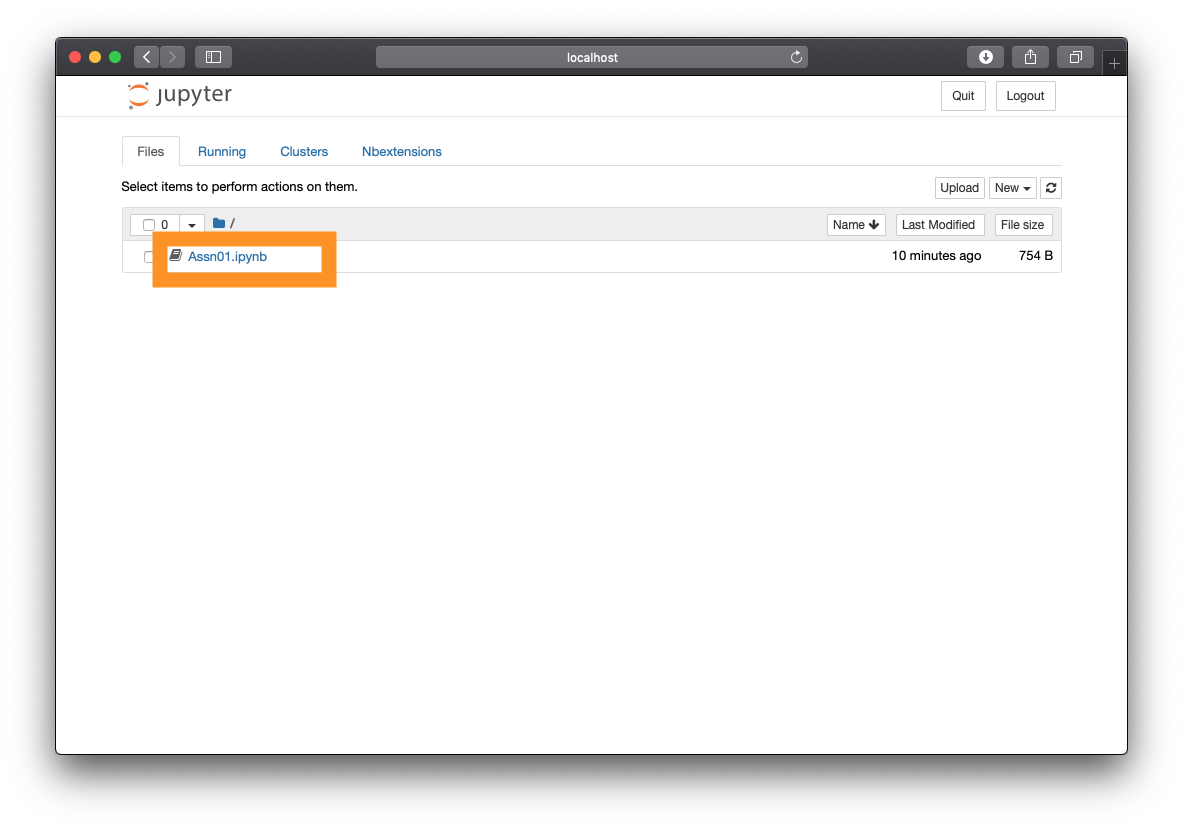 localhost
jupyter
Quit Logout
Files Running Clusters Nbextensions
Select items to perform actions on them.
Upload New
0 / Name Last Modified File size
Assn01.ipynb 10 minutes ago 754 B